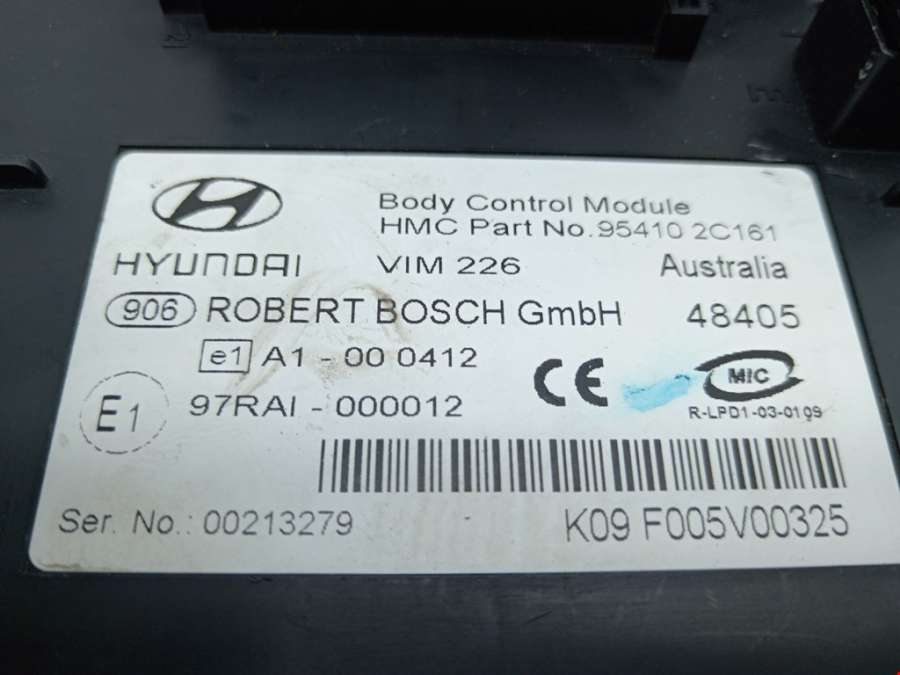 Body Control Module
HMC Part No.95410 2C161
HYUNDAI VIM 226 Australia
906 ROBERT BOSCH GmbH 48405
e1 A1 - 00 0412
CE
MIC
E1 97RAI - 000012
R-LPD1-03-0109
Ser. No.: 00213279 K09 F005V00325